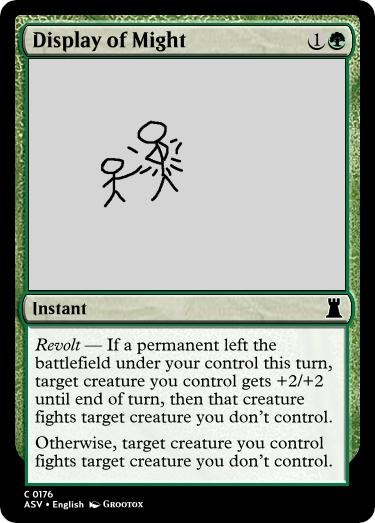 Display of Might 1
Instant
Revolt — If a permanent left the
battlefield under your control this turn,
target creature you control gets +2/+2
until end of turn, then that creature
fights target creature you don't control.
Otherwise, target creature you control
fights target creature you don't control.
C 0176
ASV • English Grootox